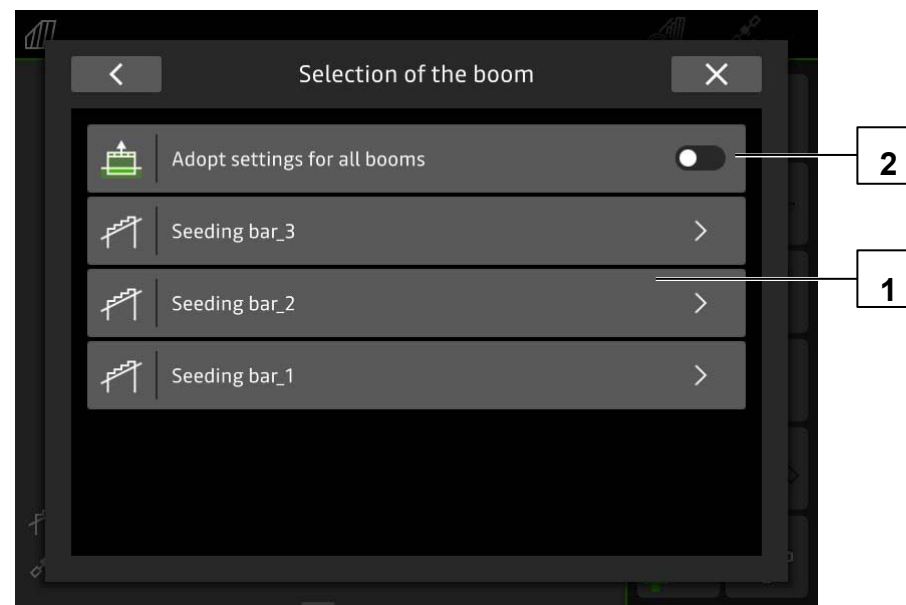 Selection of the boom
Adopt settings for all booms
2
Seeding bar_3
1
Seeding bar_2
Seeding bar_1